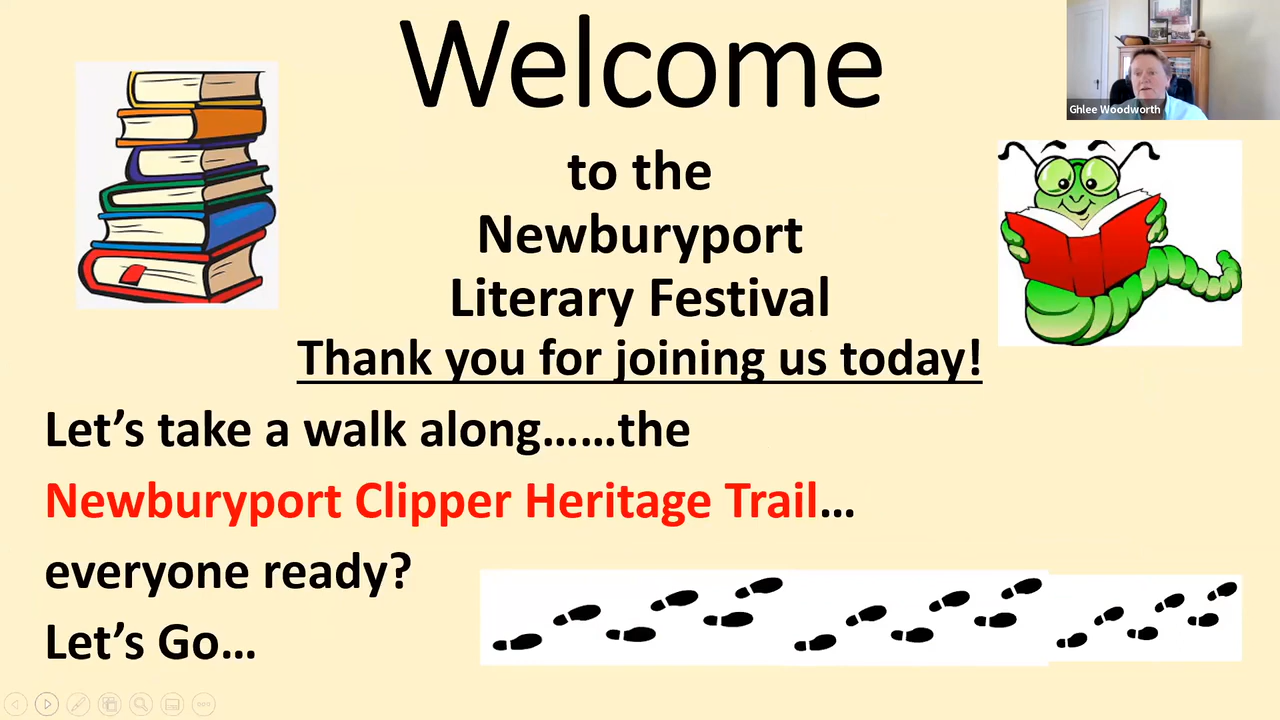 Welcome
to the
Newburyport
Literary Festival
Thank you for joining us today!
Let’s take a walk along……the
Newburyport Clipper Heritage Trail…
everyone ready?
Let’s Go…
Ghlee Woodworth